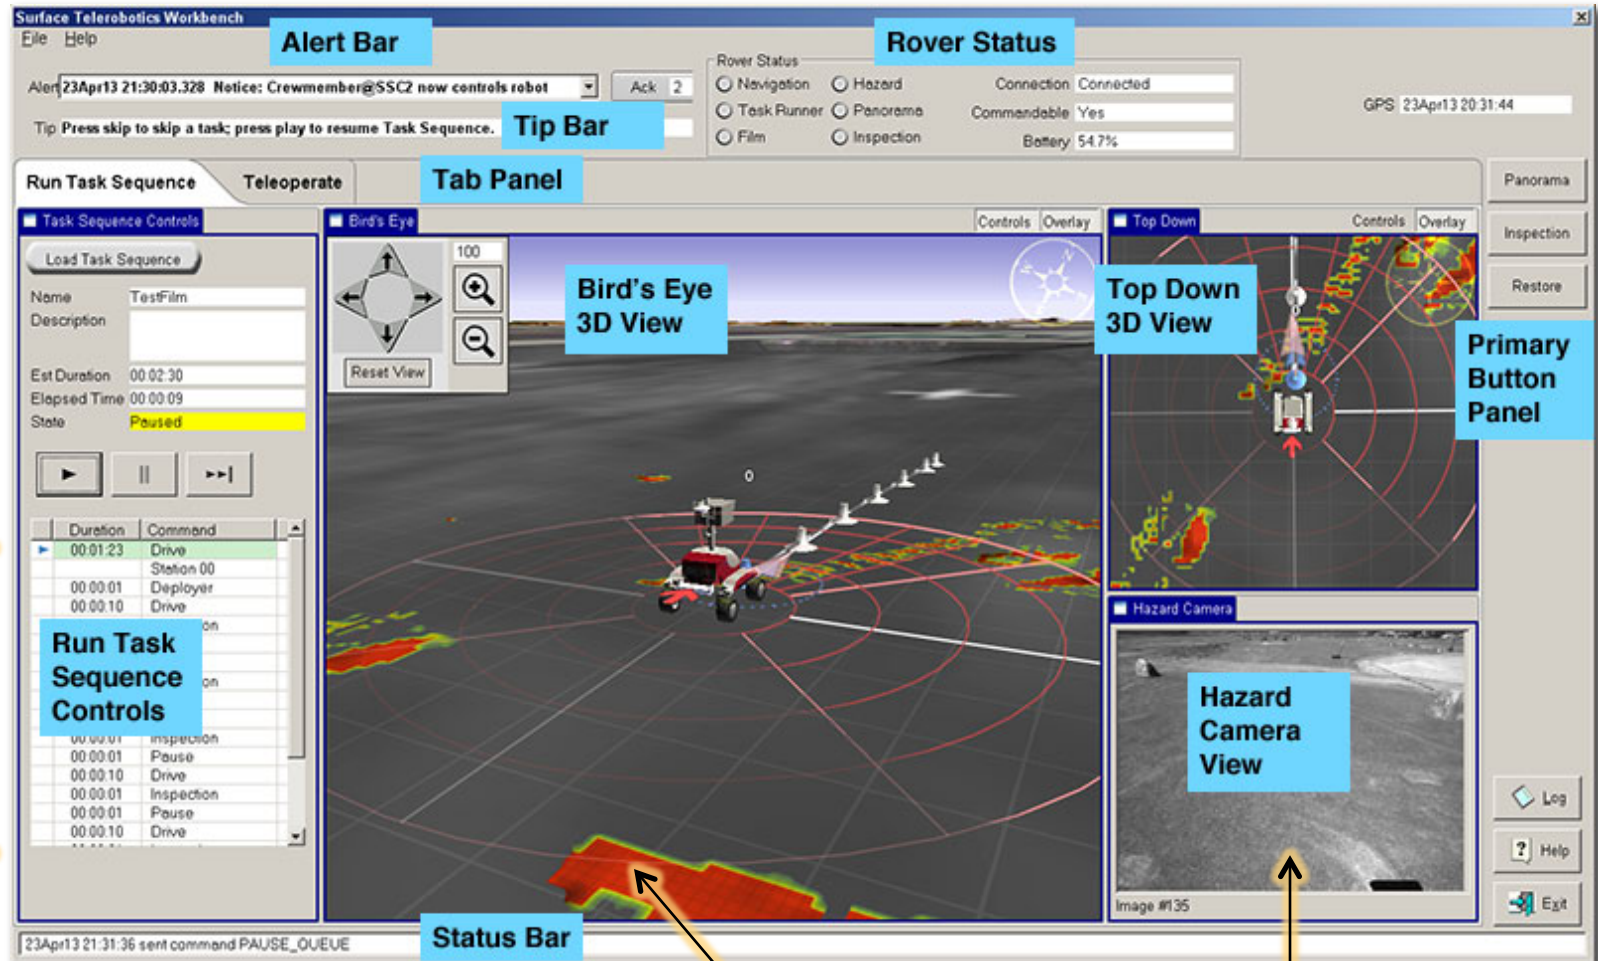 Surface Telerobotics Workbench
File Help
Alert Bar
Rover Status
Alert 23Apr13 21:30:03.328 Notice: Crewmember@SSC2 now controls robot
Ack 2
Tip Press skip to skip a task; press play to resume Task Sequence.
Tip Bar
Rover Status
Navigation Hazard Connection Connected
Task Runner Panorama Commandable Yes
Film Inspection Battery 54.7%
GPS 23Apr13 20:31:44
Run Task Sequence Teleoperate
Tab Panel
Panorama
Inspection
Restore
Primary
Button
Panel
Task Sequence Controls
Load Task Sequence
Name TestFilm
Description
Est Duration 00:02:30
Elapsed Time 00:00:09
State Paused
Duration Command
00:01:23 Drive
Station 00
00:00:01 Deployer
00:00:10 Drive
on
on
Run Task
Sequence
Controls
00:00:01 Inspection
00:00:01 Pause
00:00:10 Drive
00:00:01 Inspection
00:00:01 Pause
00:00:10 Drive
Bird's Eye Controls Overlay
100
Reset View
Bird's Eye
3D View
N
0
Top Down Controls Overlay
Top Down
3D View
0
Hazard Camera
Hazard
Camera
View
Image #135
Log
? Help
Exit
Status Bar
23Apr13 21:31:36 sent command PAUSE_QUEUE